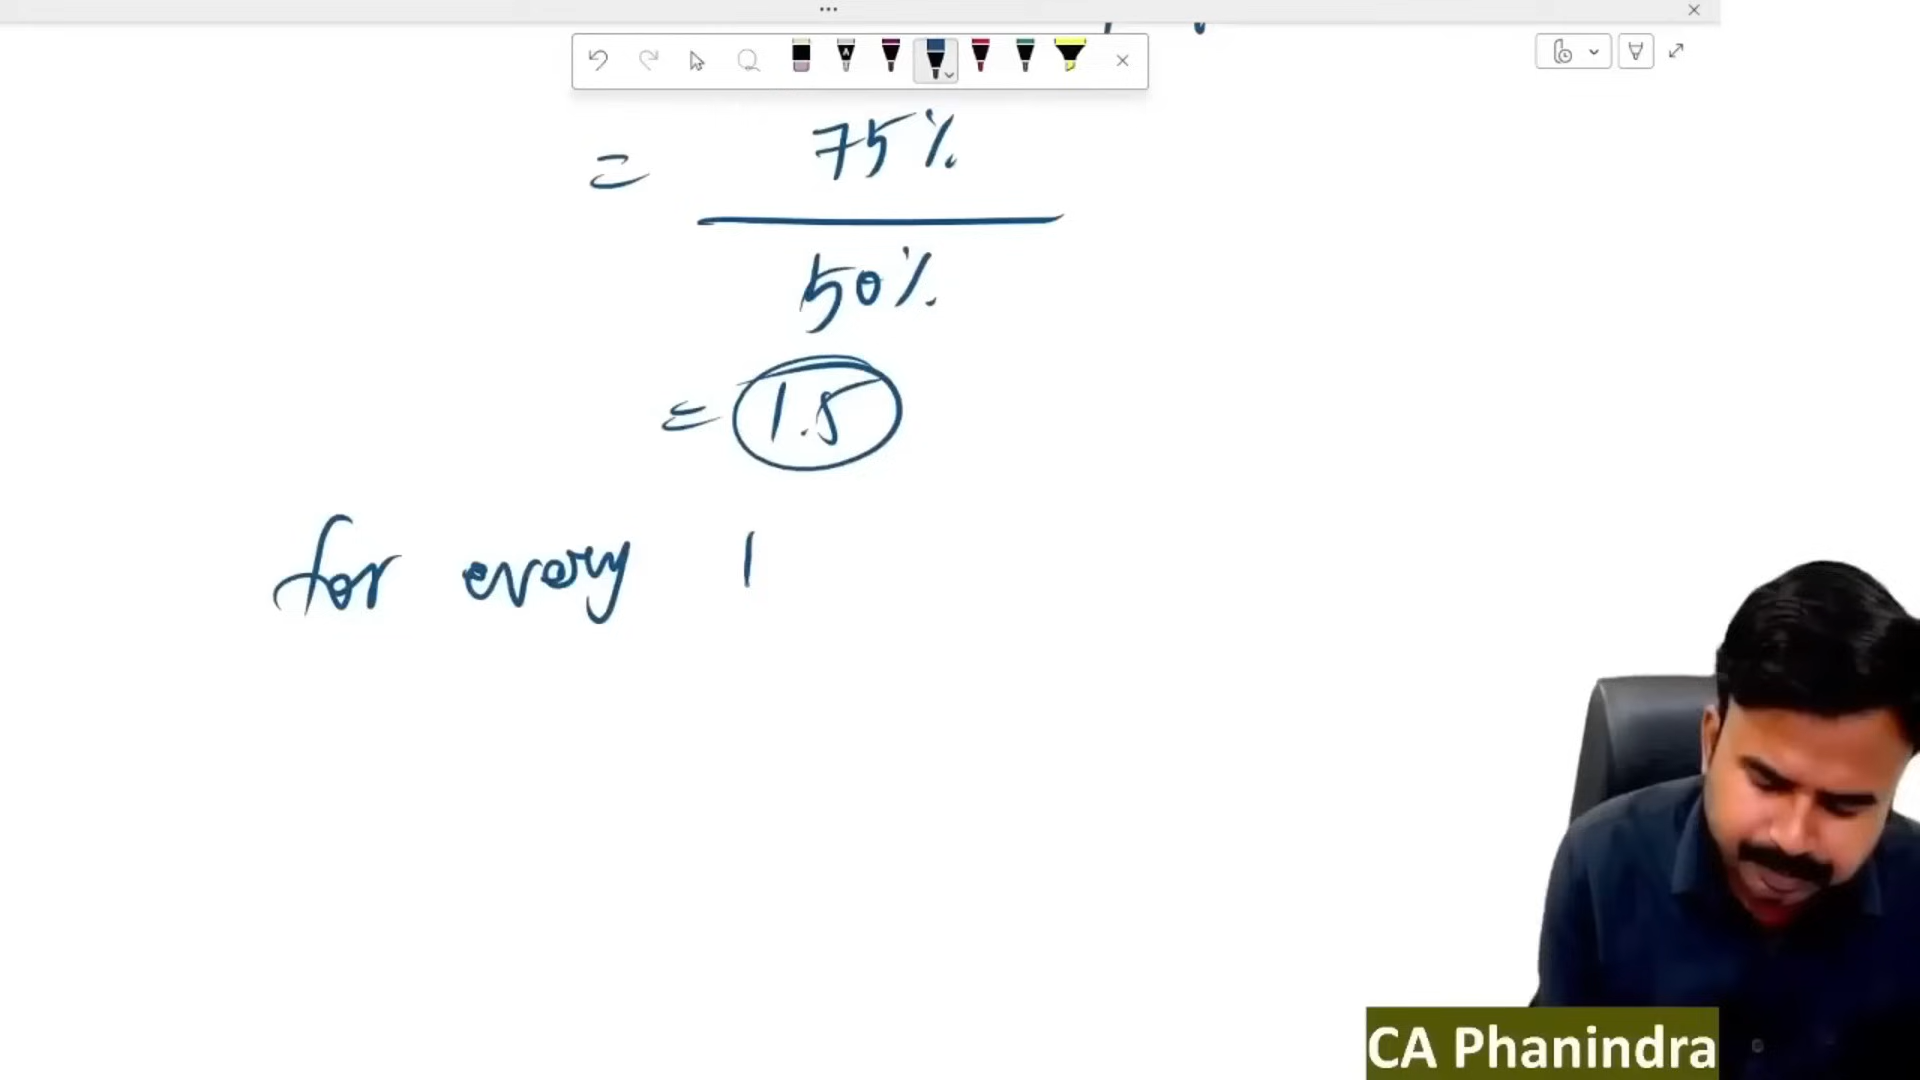 = 75%
50%
= 1.5
for every 1
CA Phanindra